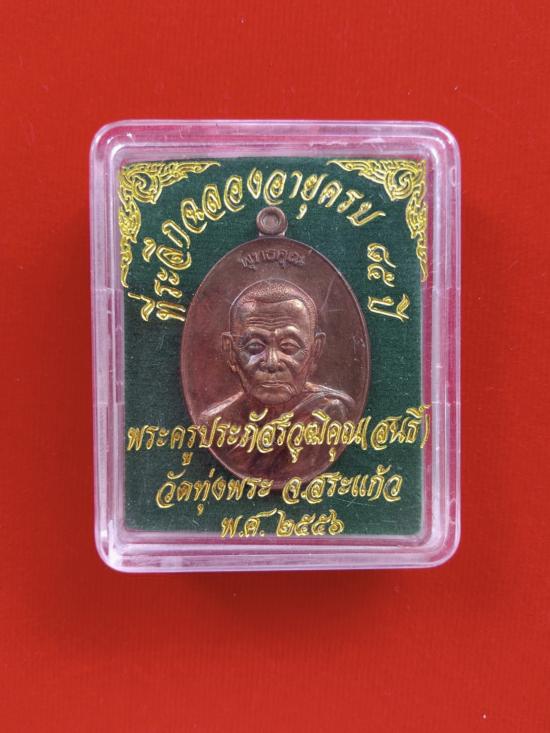 ที่ระลึกฉลองอายุครบ ๘๘ ปี
พุทธคุณ
พระครูประภัสร์วุฒิคุณ(สนธิ์)
วัดทุ่งพระ จ.สระแก้ว
พ.ศ. ๒๕๕๖